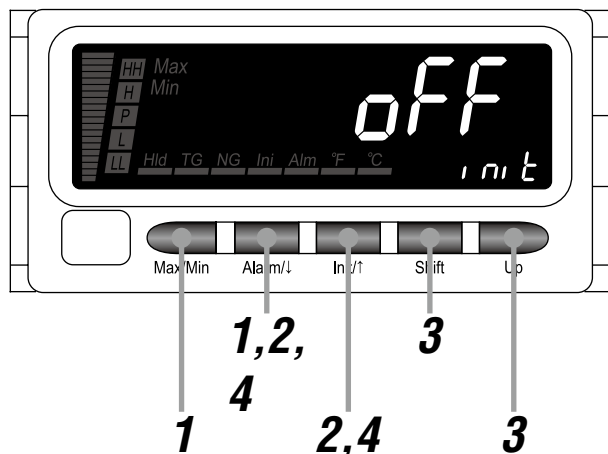 HH Max
H Min
P
L
LL Hld TG NG Ini Alm °F °C
oFF
init
Max/Min Alarm/↓ Init/↑ Shift Up
1,2,
4
3
1
2,4
3